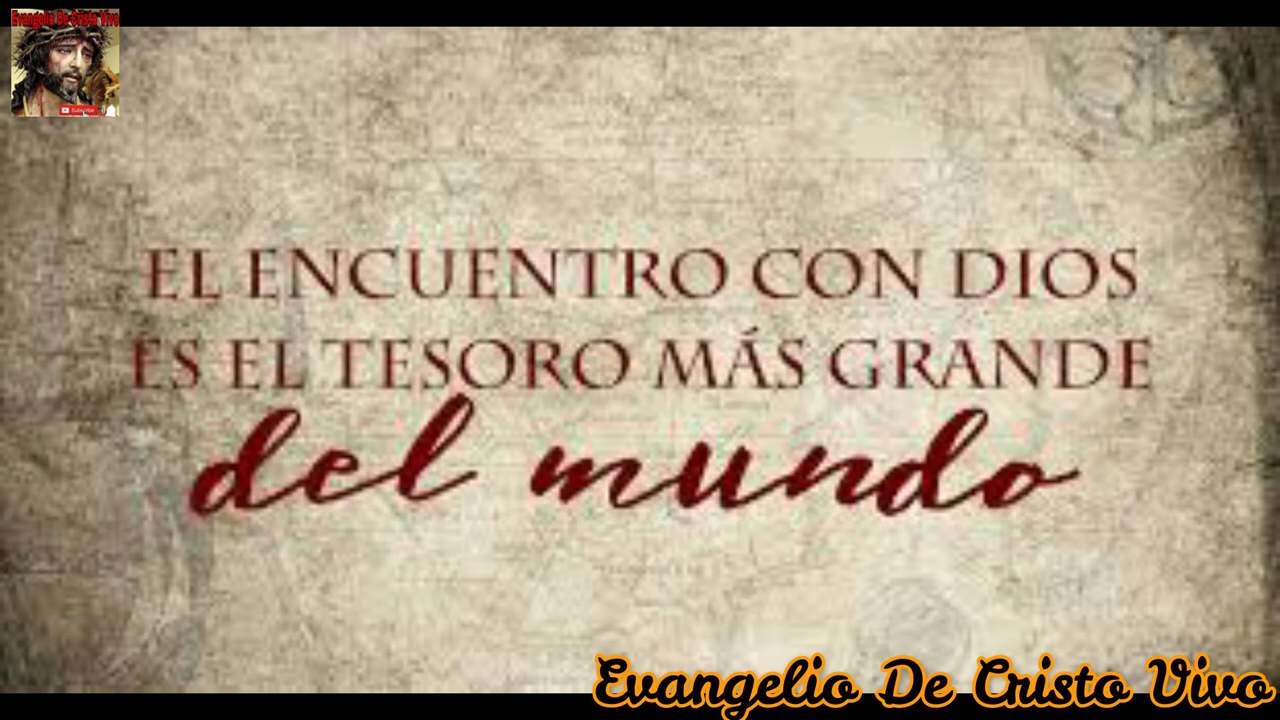 Evangelio De Cristo Vivo
Subscribe
EL ENCUENTRO CON DIOS
ES EL TESORO MÁS GRANDE
del mundo
Evangelio De Cristo Vivo